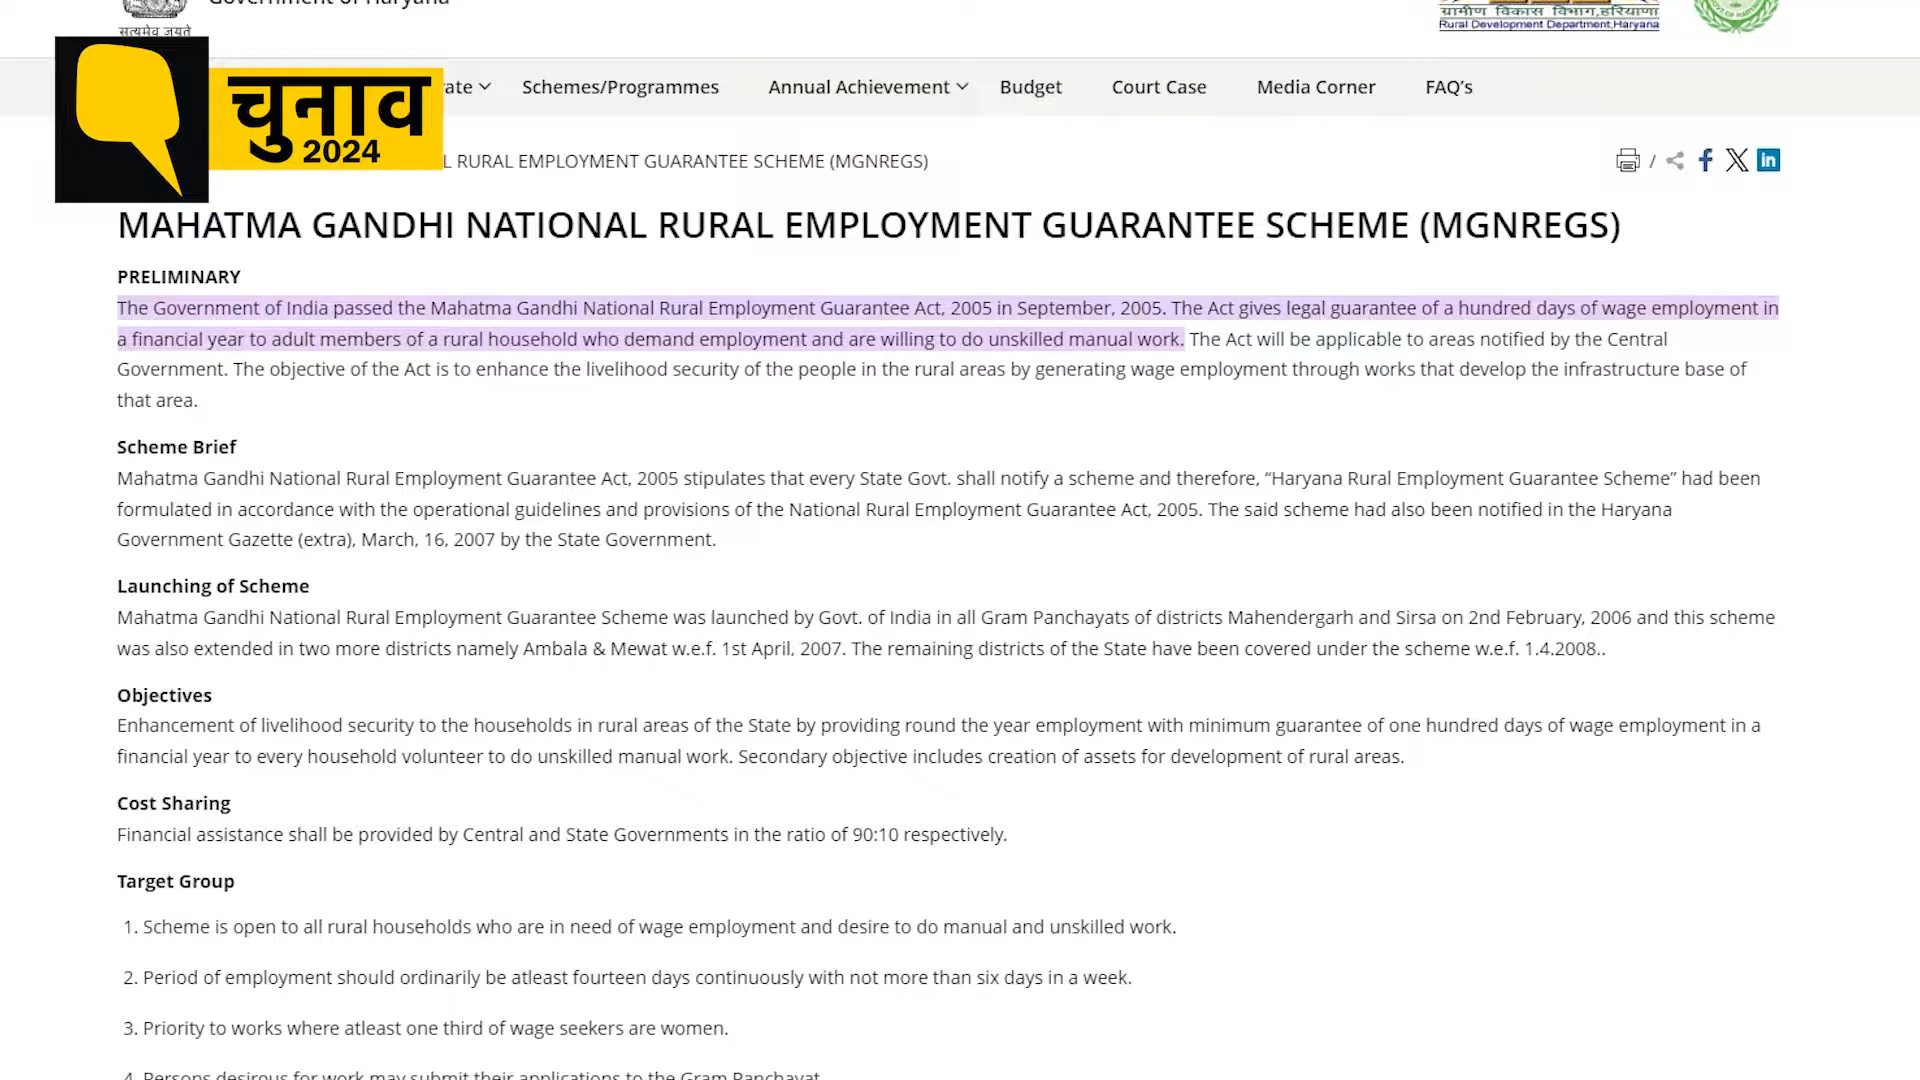 Government of Haryana
सत्यमेव जयते
ग्रामीण विकास विभाग,हरियाणा
Rural Development Department,Haryana
चुनाव
2024
ate
Schemes/Programmes
Annual Achievement
Budget
Court Case
Media Corner
FAQ’s
L RURAL EMPLOYMENT GUARANTEE SCHEME (MGNREGS)
MAHATMA GANDHI NATIONAL RURAL EMPLOYMENT GUARANTEE SCHEME (MGNREGS)
PRELIMINARY
The Government of India passed the Mahatma Gandhi National Rural Employment Guarantee Act, 2005 in September, 2005. The Act gives legal guarantee of a hundred days of wage employment in
a financial year to adult members of a rural household who demand employment and are willing to do unskilled manual work. The Act will be applicable to areas notified by the Central
Government. The objective of the Act is to enhance the livelihood security of the people in the rural areas by generating wage employment through works that develop the infrastructure base of
that area.
Scheme Brief
Mahatma Gandhi National Rural Employment Guarantee Act, 2005 stipulates that every State Govt. shall notify a scheme and therefore, “Haryana Rural Employment Guarantee Scheme” had been
formulated in accordance with the operational guidelines and provisions of the National Rural Employment Guarantee Act, 2005. The said scheme had also been notified in the Haryana
Government Gazette (extra), March, 16, 2007 by the State Government.
Launching of Scheme
Mahatma Gandhi National Rural Employment Guarantee Scheme was launched by Govt. of India in all Gram Panchayats of districts Mahendergarh and Sirsa on 2nd February, 2006 and this scheme
was also extended in two more districts namely Ambala & Mewat w.e.f. 1st April, 2007. The remaining districts of the State have been covered under the scheme w.e.f. 1.4.2008..
Objectives
Enhancement of livelihood security to the households in rural areas of the State by providing round the year employment with minimum guarantee of one hundred days of wage employment in a
financial year to every household volunteer to do unskilled manual work. Secondary objective includes creation of assets for development of rural areas.
Cost Sharing
Financial assistance shall be provided by Central and State Governments in the ratio of 90:10 respectively.
Target Group
1. Scheme is open to all rural households who are in need of wage employment and desire to do manual and unskilled work.
2. Period of employment should ordinarily be atleast fourteen days continuously with not more than six days in a week.
3. Priority to works where atleast one third of wage seekers are women.
4. Persons desirous for work may submit their applications to the Gram Panchayat